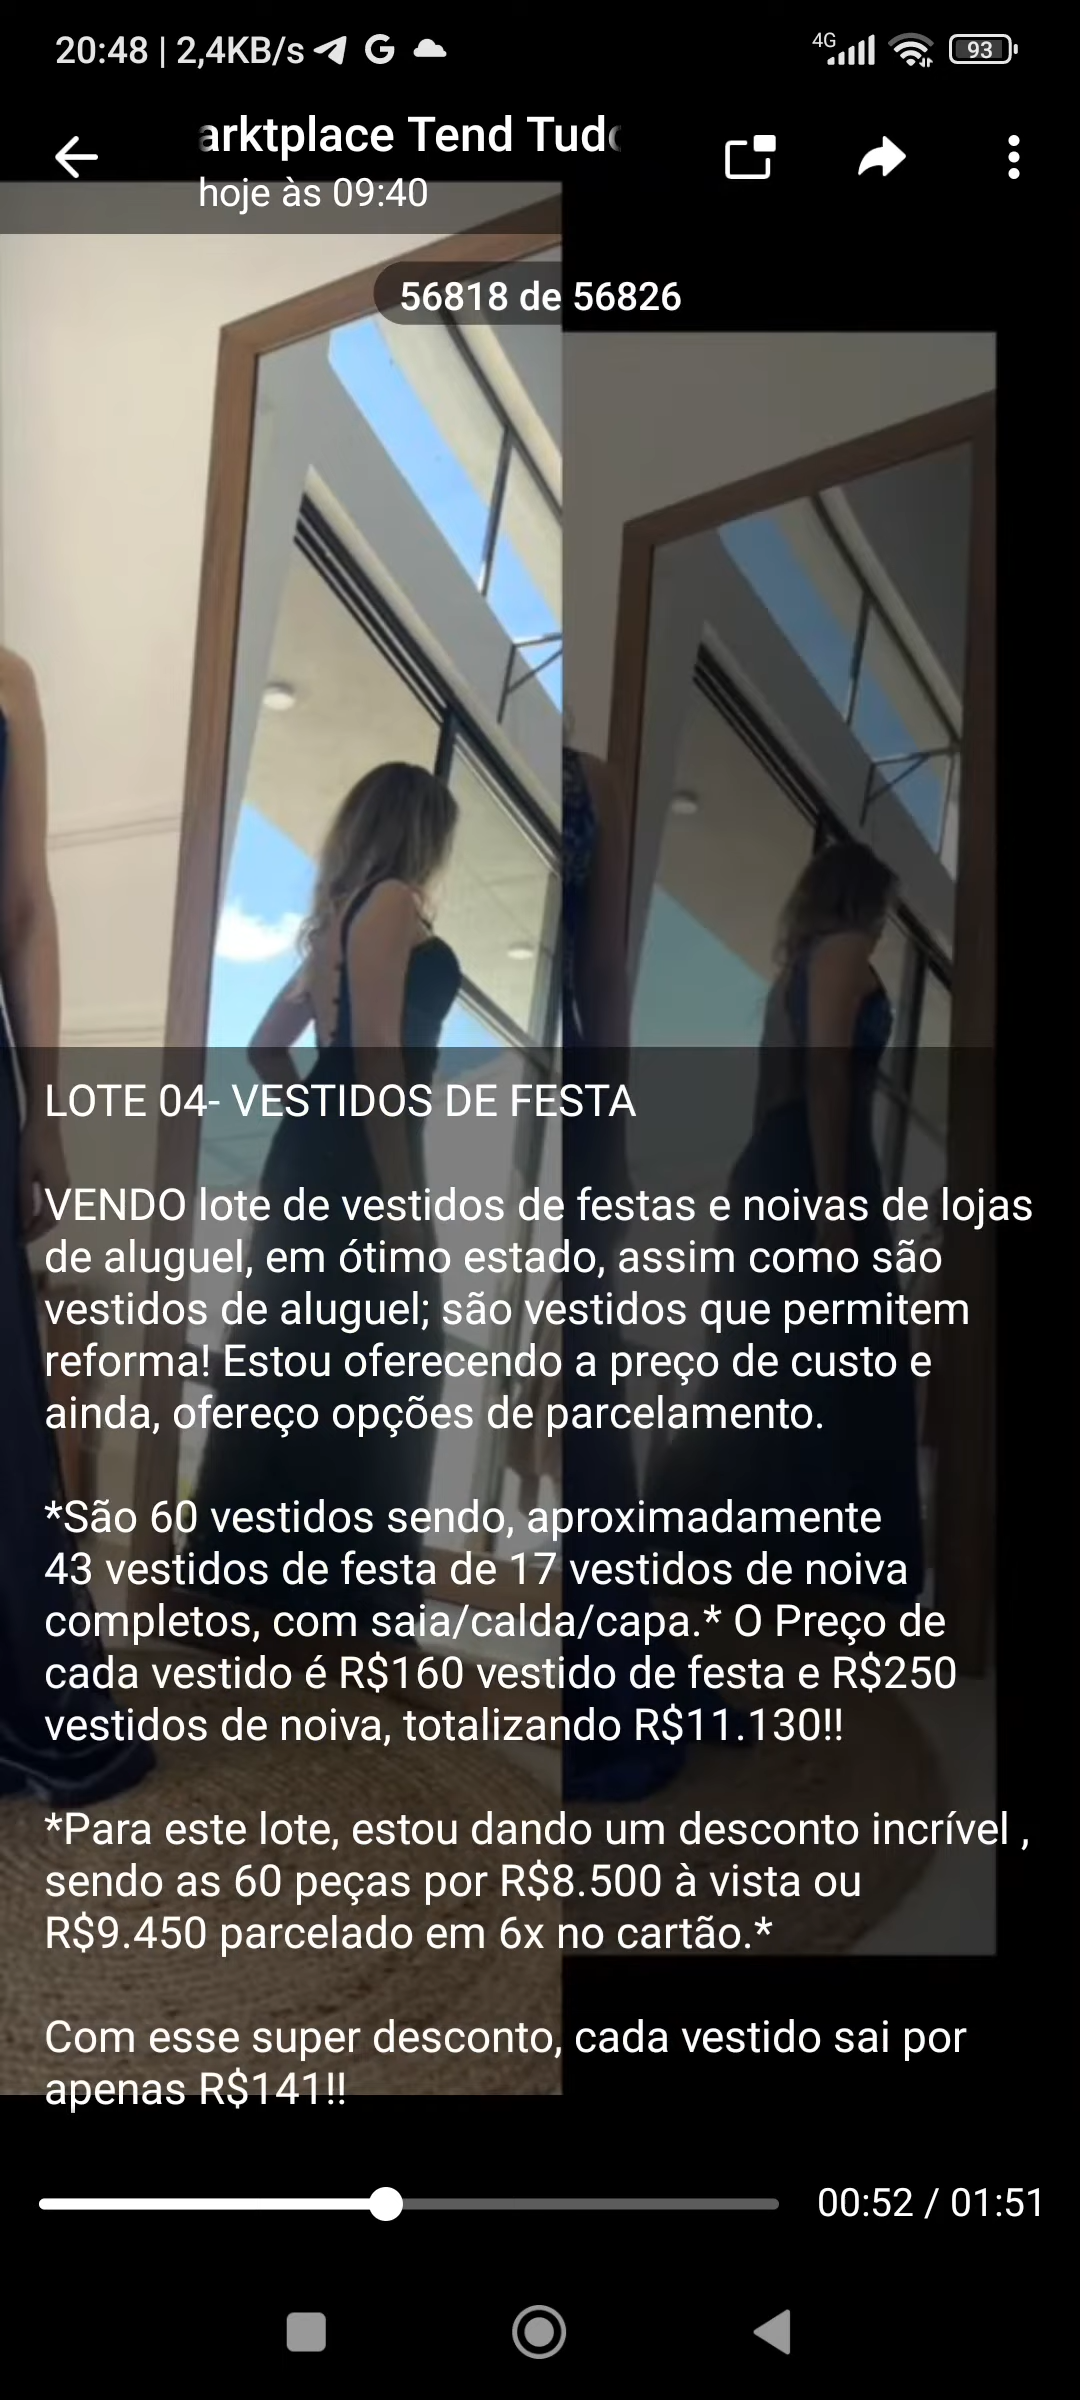 20:48 | 2,4KB/s
4G
93
arktplace Tend Tud
hoje às 09:40
56818 de 56826
LOTE 04- VESTIDOS DE FESTA
VENDO lote de vestidos de festas e noivas de lojas
de aluguel, em ótimo estado, assim como são
vestidos de aluguel; são vestidos que permitem
reforma! Estou oferecendo a preço de custo e
ainda, ofereço opções de parcelamento.
*São 60 vestidos sendo, aproximadamente
43 vestidos de festa de 17 vestidos de noiva
completos, com saia/calda/capa.* O Preço de
cada vestido é R$160 vestido de festa e R$250
vestidos de noiva, totalizando R$11.130!!
*Para este lote, estou dando um desconto incrível ,
sendo as 60 peças por R$8.500 à vista ou
R$9.450 parcelado em 6x no cartão.*
Com esse super desconto, cada vestido sai por
apenas R$141!!
00:52 / 01:51